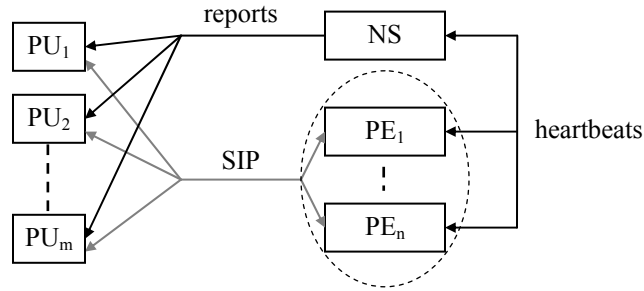 reports
PU1
NS
PU2
PE1
heartbeats
SIP
PUm
PEn